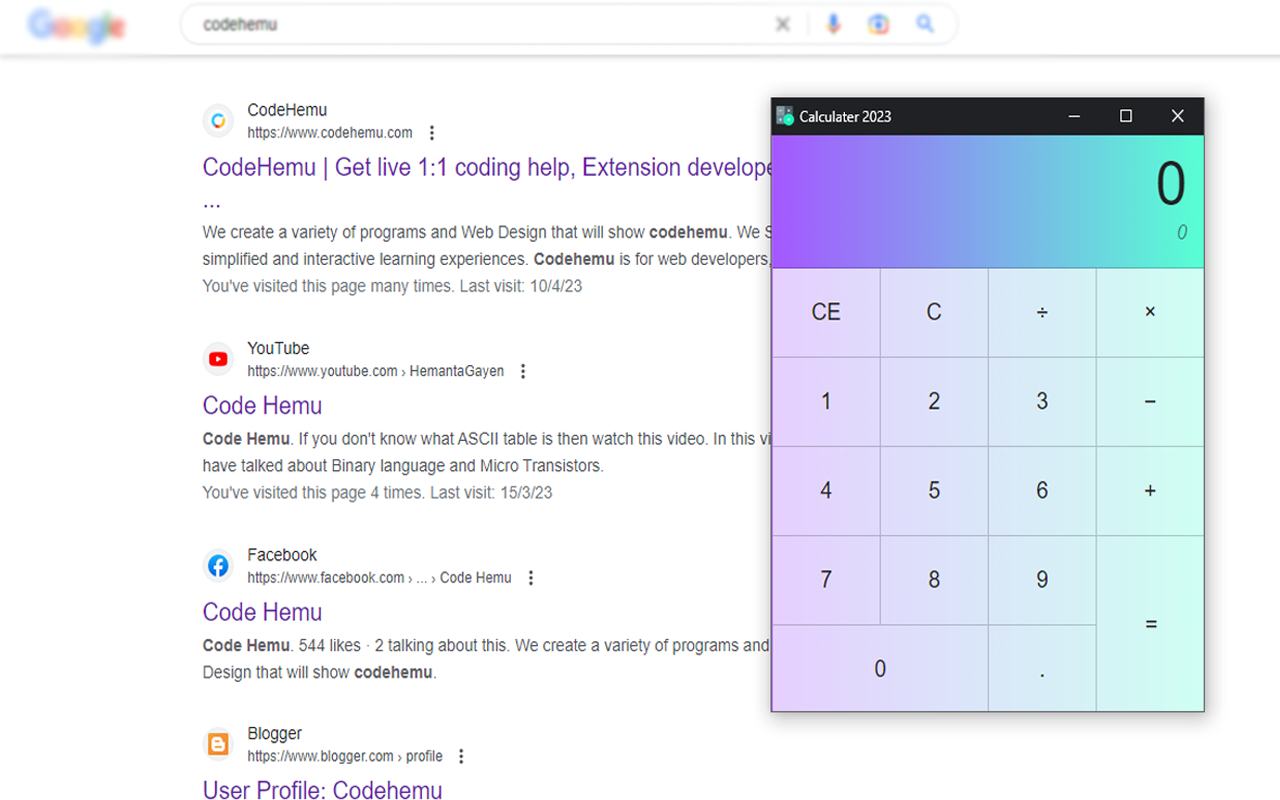 Google
codehemu
CodeHemu
https://www.codehemu.com
CodeHemu | Get live 1:1 coding help, Extension develope
...
We create a variety of programs and Web Design that will show codehemu. We S
simplified and interactive learning experiences. Codehemu is for web developers,
You've visited this page many times. Last visit: 10/4/23
YouTube
https://www.youtube.com › HemantaGayen
Code Hemu
Code Hemu. If you don't know what ASCII table is then watch this video. In this vi
have talked about Binary language and Micro Transistors.
You've visited this page 4 times. Last visit: 15/3/23
Facebook
https://www.facebook.com › ... › Code Hemu
Code Hemu
Code Hemu. 544 likes · 2 talking about this. We create a variety of programs and
Design that will show codehemu.
Blogger
https://www.blogger.com › profile
User Profile: Codehemu
Calculater 2023
0
0
CE C ÷ ×
1 2 3 −
4 5 6 +
7 8 9
=
0 .